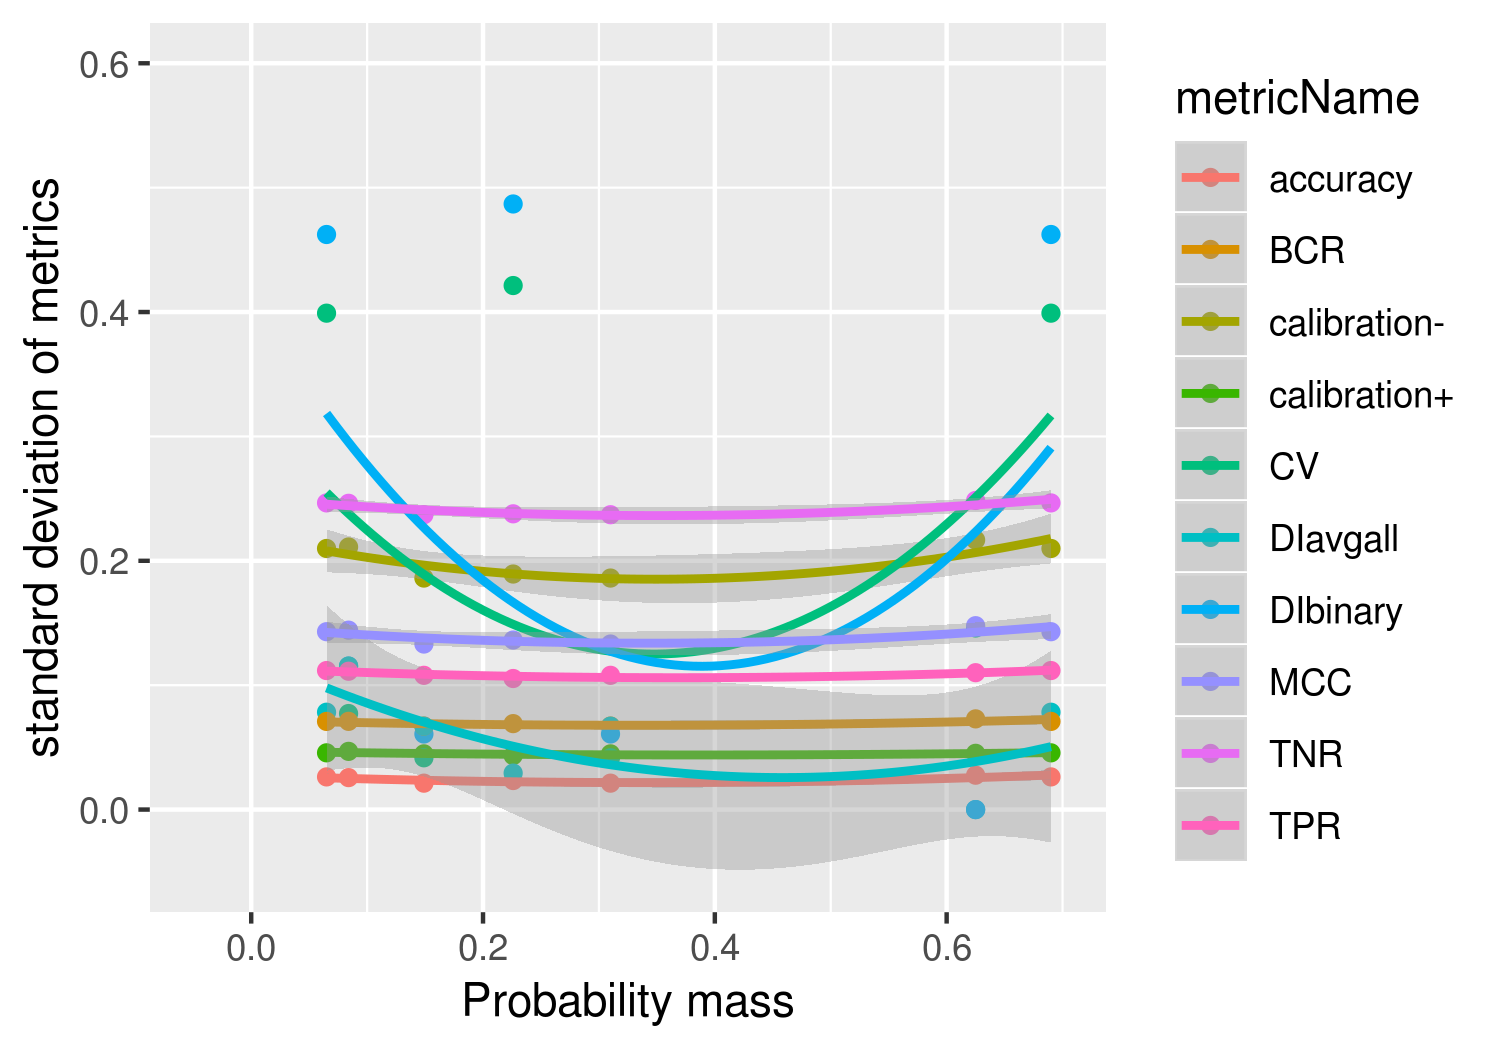 0.6
0.4
0.2
0.0
standard deviation of metrics
0.0
0.2
0.4
0.6
Probability mass
metricName
accuracy
BCR
calibration-
calibration+
CV
DIavgall
DIbinary
MCC
TNR
TPR